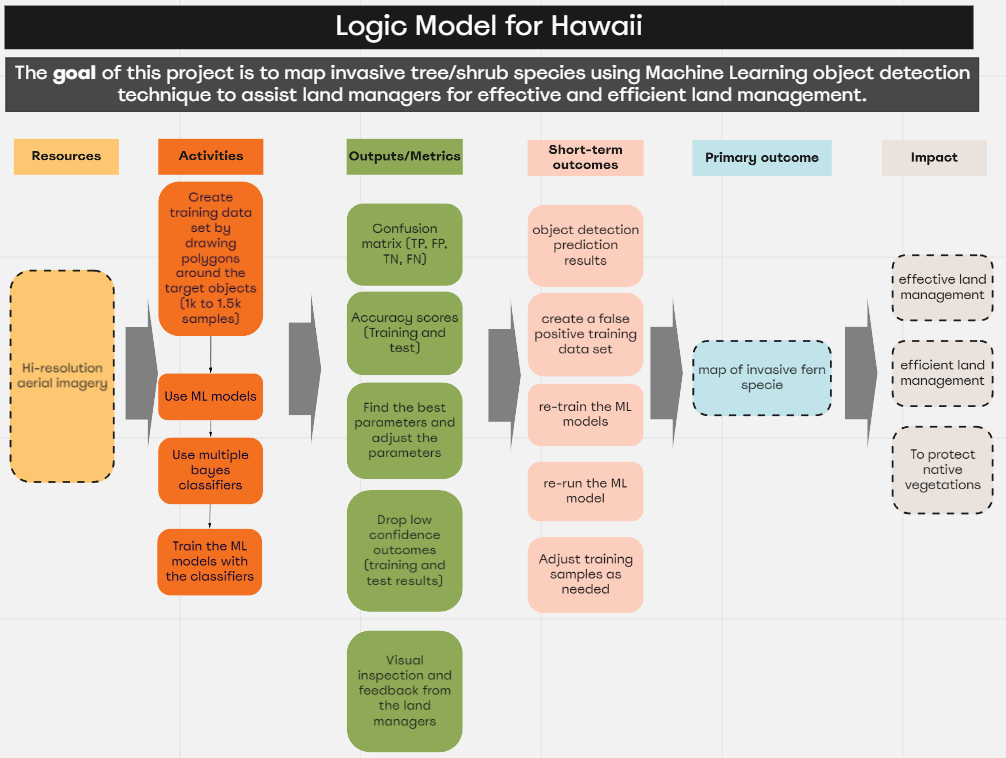 Logic Model for Hawaii
The goal of this project is to map invasive tree/shrub species using Machine Learning object detection
technique to assist land managers for effective and efficient land management.
Resources
Activities
Outputs/Metrics
Short-term
outcomes
Primary outcome
Impact
Hi-resolution
aerial imagery
Create
training data
set by
drawing
polygons
around the
target objects
(1k to 1.5k
samples)
Use ML models
Use multiple
bayes
classifiers
Train the ML
models with
the classifiers
Confusion
matrix (TP, FP,
TN, FN)
Accuracy scores
(Training and
test)
Find the best
parameters and
adjust the
parameters
Drop low
confidence
outcomes
(training and
test results)
Visual
inspection and
feedback from
the land
managers
object detection
prediction
results
create a false
positive training
data set
re-train the ML
models
re-run the ML
model
Adjust training
samples as
needed
map of invasive fern
specie
effective land
management
efficient land
management
To protect
native
vegetations